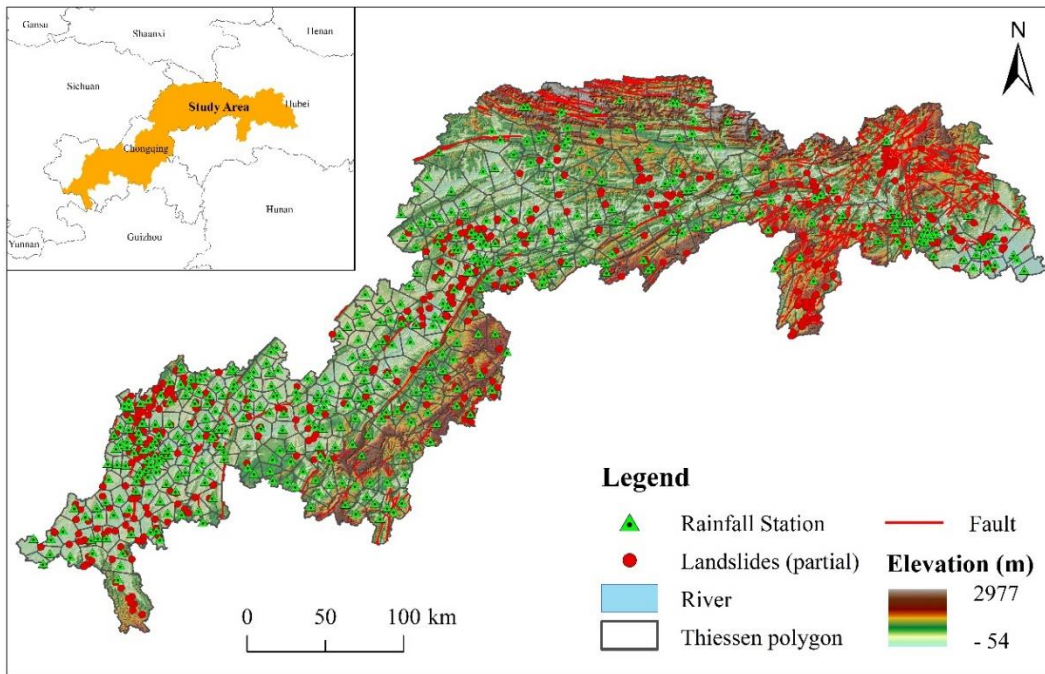 Gansu
Shaanxi
Henan
Sichuan
Study Area
Hubei
Chongqing
Hunan
Guizhou
Yunnan
N
Legend
Rainfall Station
Fault
Landslides (partial)
Elevation (m)
River
2977
Thiessen polygon
- 54
0 50 100 km